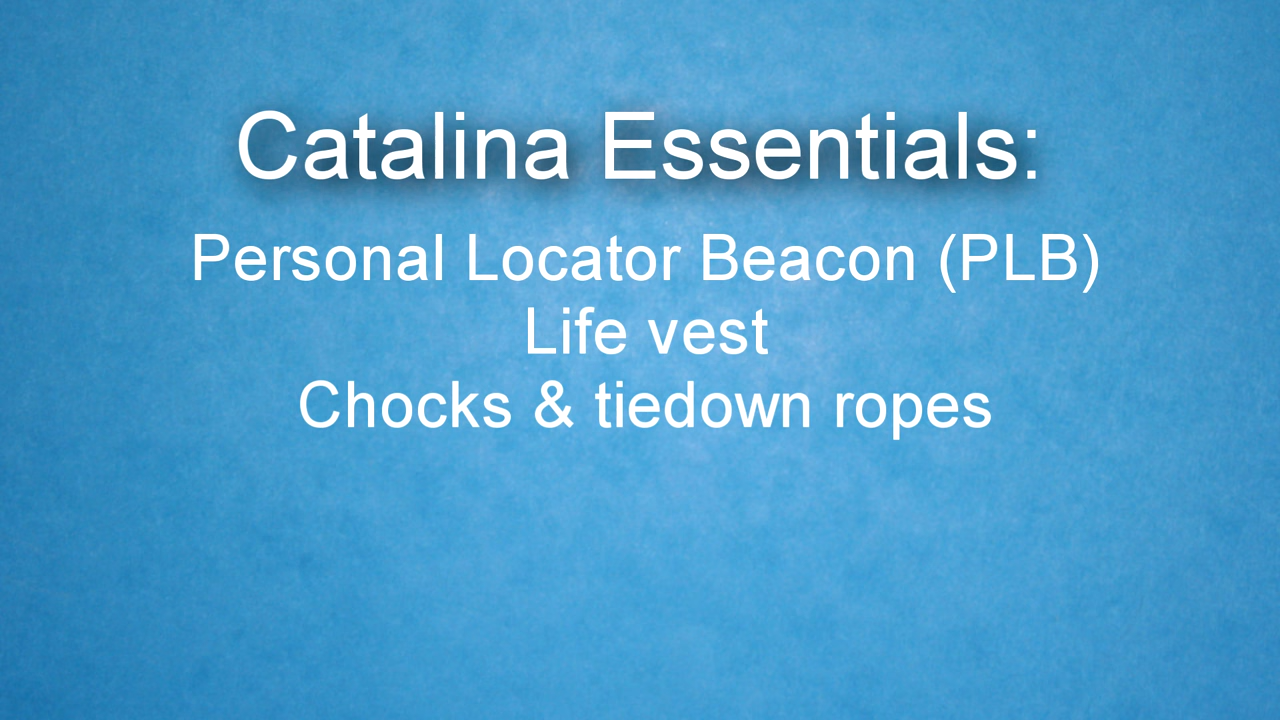 Catalina Essentials:
Personal Locator Beacon (PLB)
Life vest
Chocks & tiedown ropes